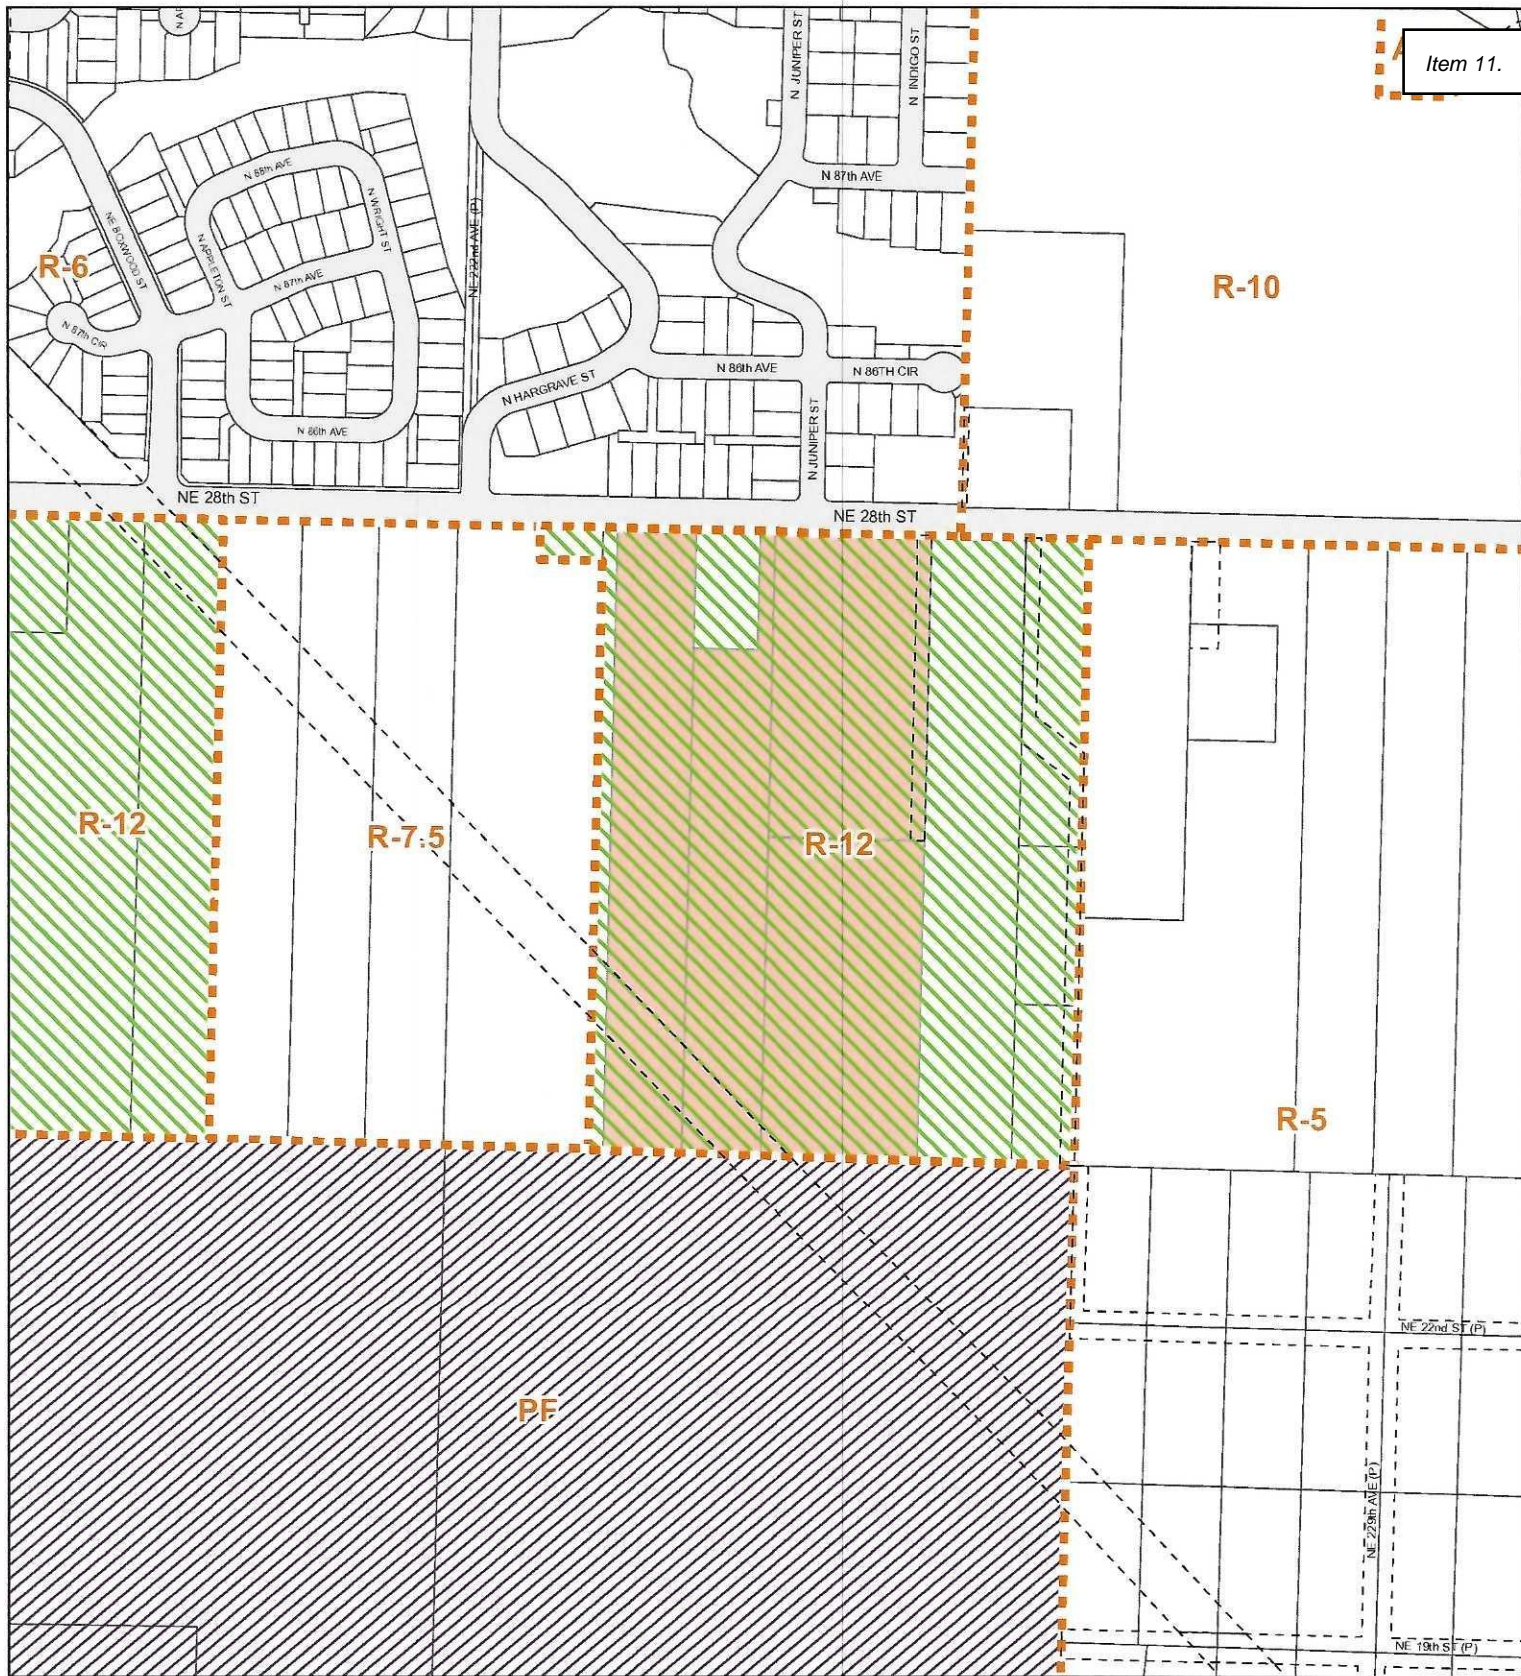 N JUNIPER ST
N INDIGO ST
Item 11.
N 88th AVE
N 87th AVE
NE BOXWOOD ST
N WRIGHT ST
N APPLETON ST
NE 222nd AVE (P)
R-6
N 87th AVE
R-10
N 87th CIR
N HARGRAVE ST
N 86th AVE
N 86TH CIR
N JUNIPER ST
N 86th AVE
NE 28th ST
NE 28th ST
R-12
R-7.5
R-12
R-5
NE 22nd ST (P)
PF
NE 229th AVE (P)
NE 19th ST (P)